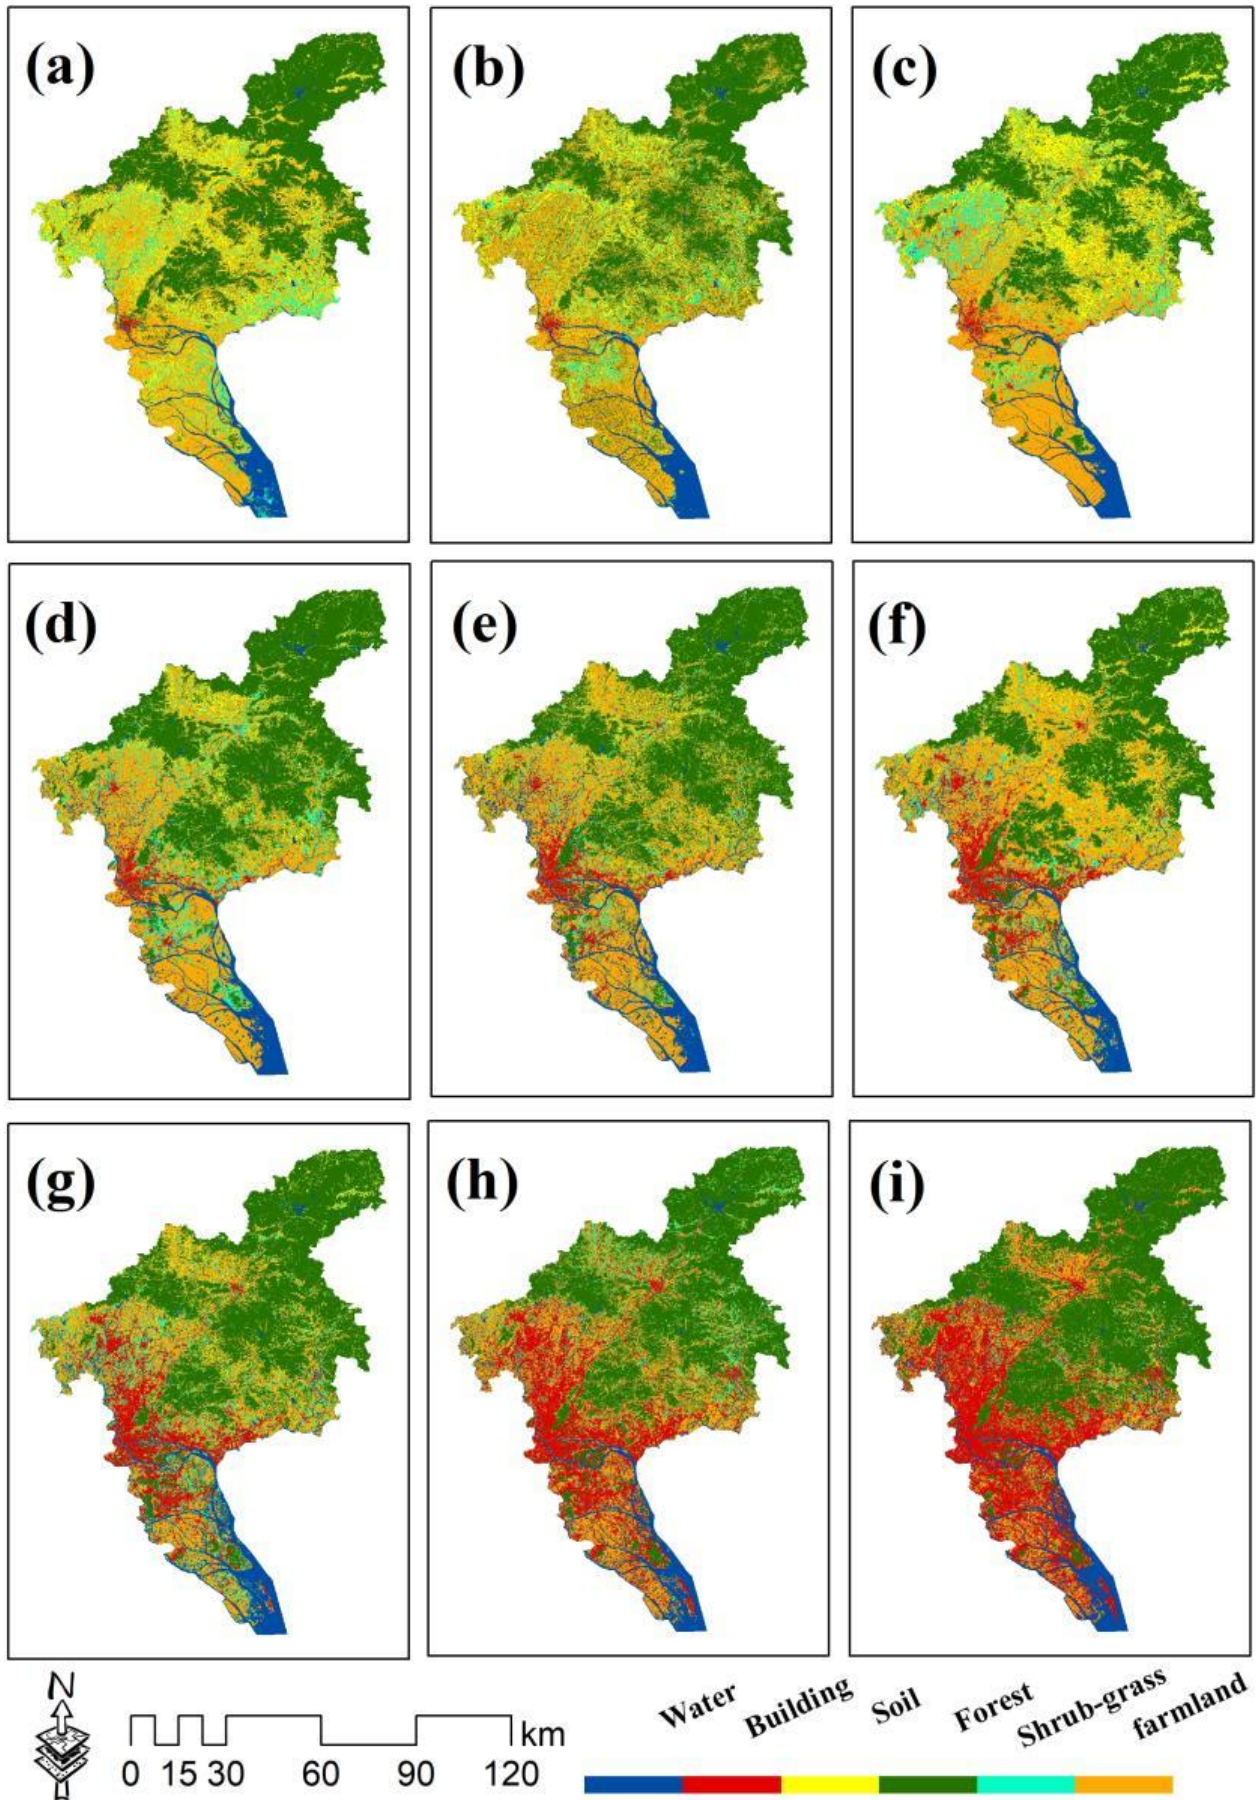 (a)
(b)
(c)
(d)
(e)
(f)
(g)
(h)
(i)
N
km
0 15 30 60 90 120
Water Building Soil Forest Shrub-grass farmland